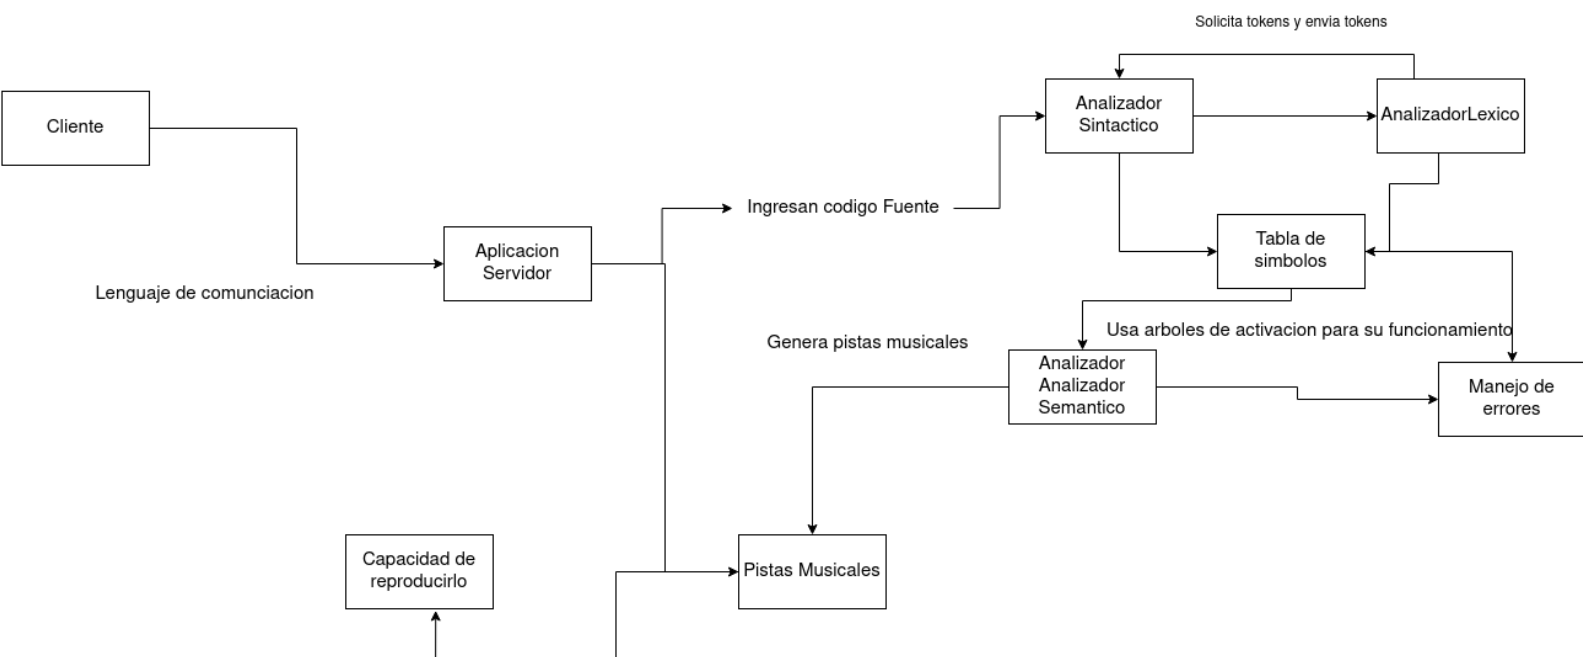 Solicita tokens y envia tokens
Cliente
Analizador
Sintactico
AnalizadorLexico
Ingresan codigo Fuente
Aplicacion
Servidor
Tabla de
simbolos
Lenguaje de comunciacion
Genera pistas musicales
Usa arboles de activacion para su funcionamiento
Analizador
Analizador
Semantico
Manejo de
errores
Capacidad de
reproducirlo
Pistas Musicales